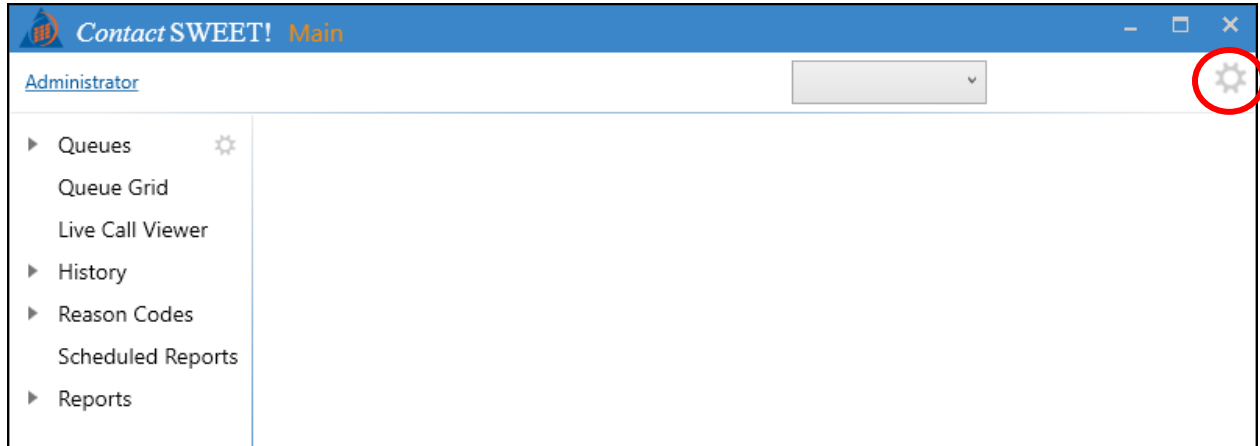 Contact SWEET! Main
Administrator
Queues
Queue Grid
Live Call Viewer
History
Reason Codes
Scheduled Reports
Reports